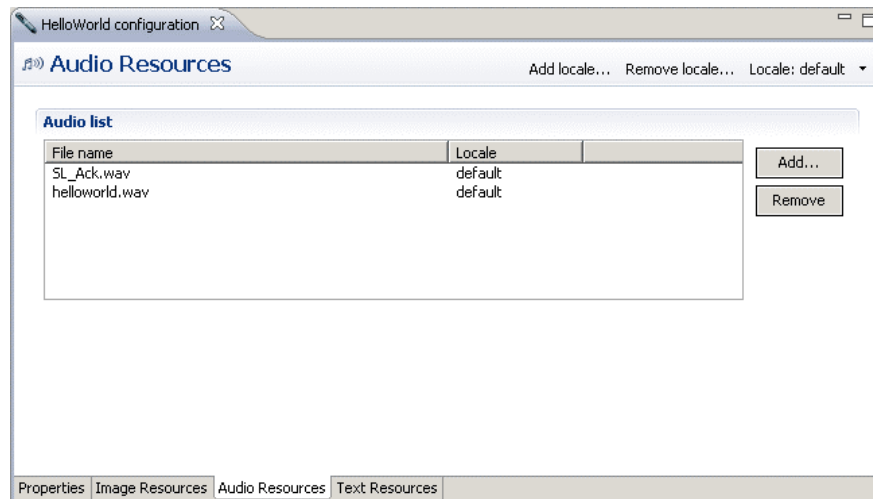 HelloWorld configuration
Audio Resources
Add locale... Remove locale... Locale: default
Audio list
File name Locale
SL_Ack.wav default
helloworld.wav default
Add...
Remove
Properties Image Resources Audio Resources Text Resources